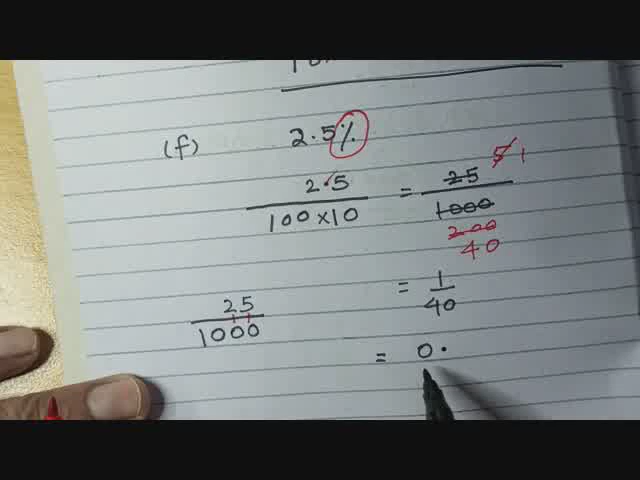 (f) 2.5%
2.5 / 100×10 = 25 / 1000 5 1
200
40
= 1/40
25 / 1000
= 0.